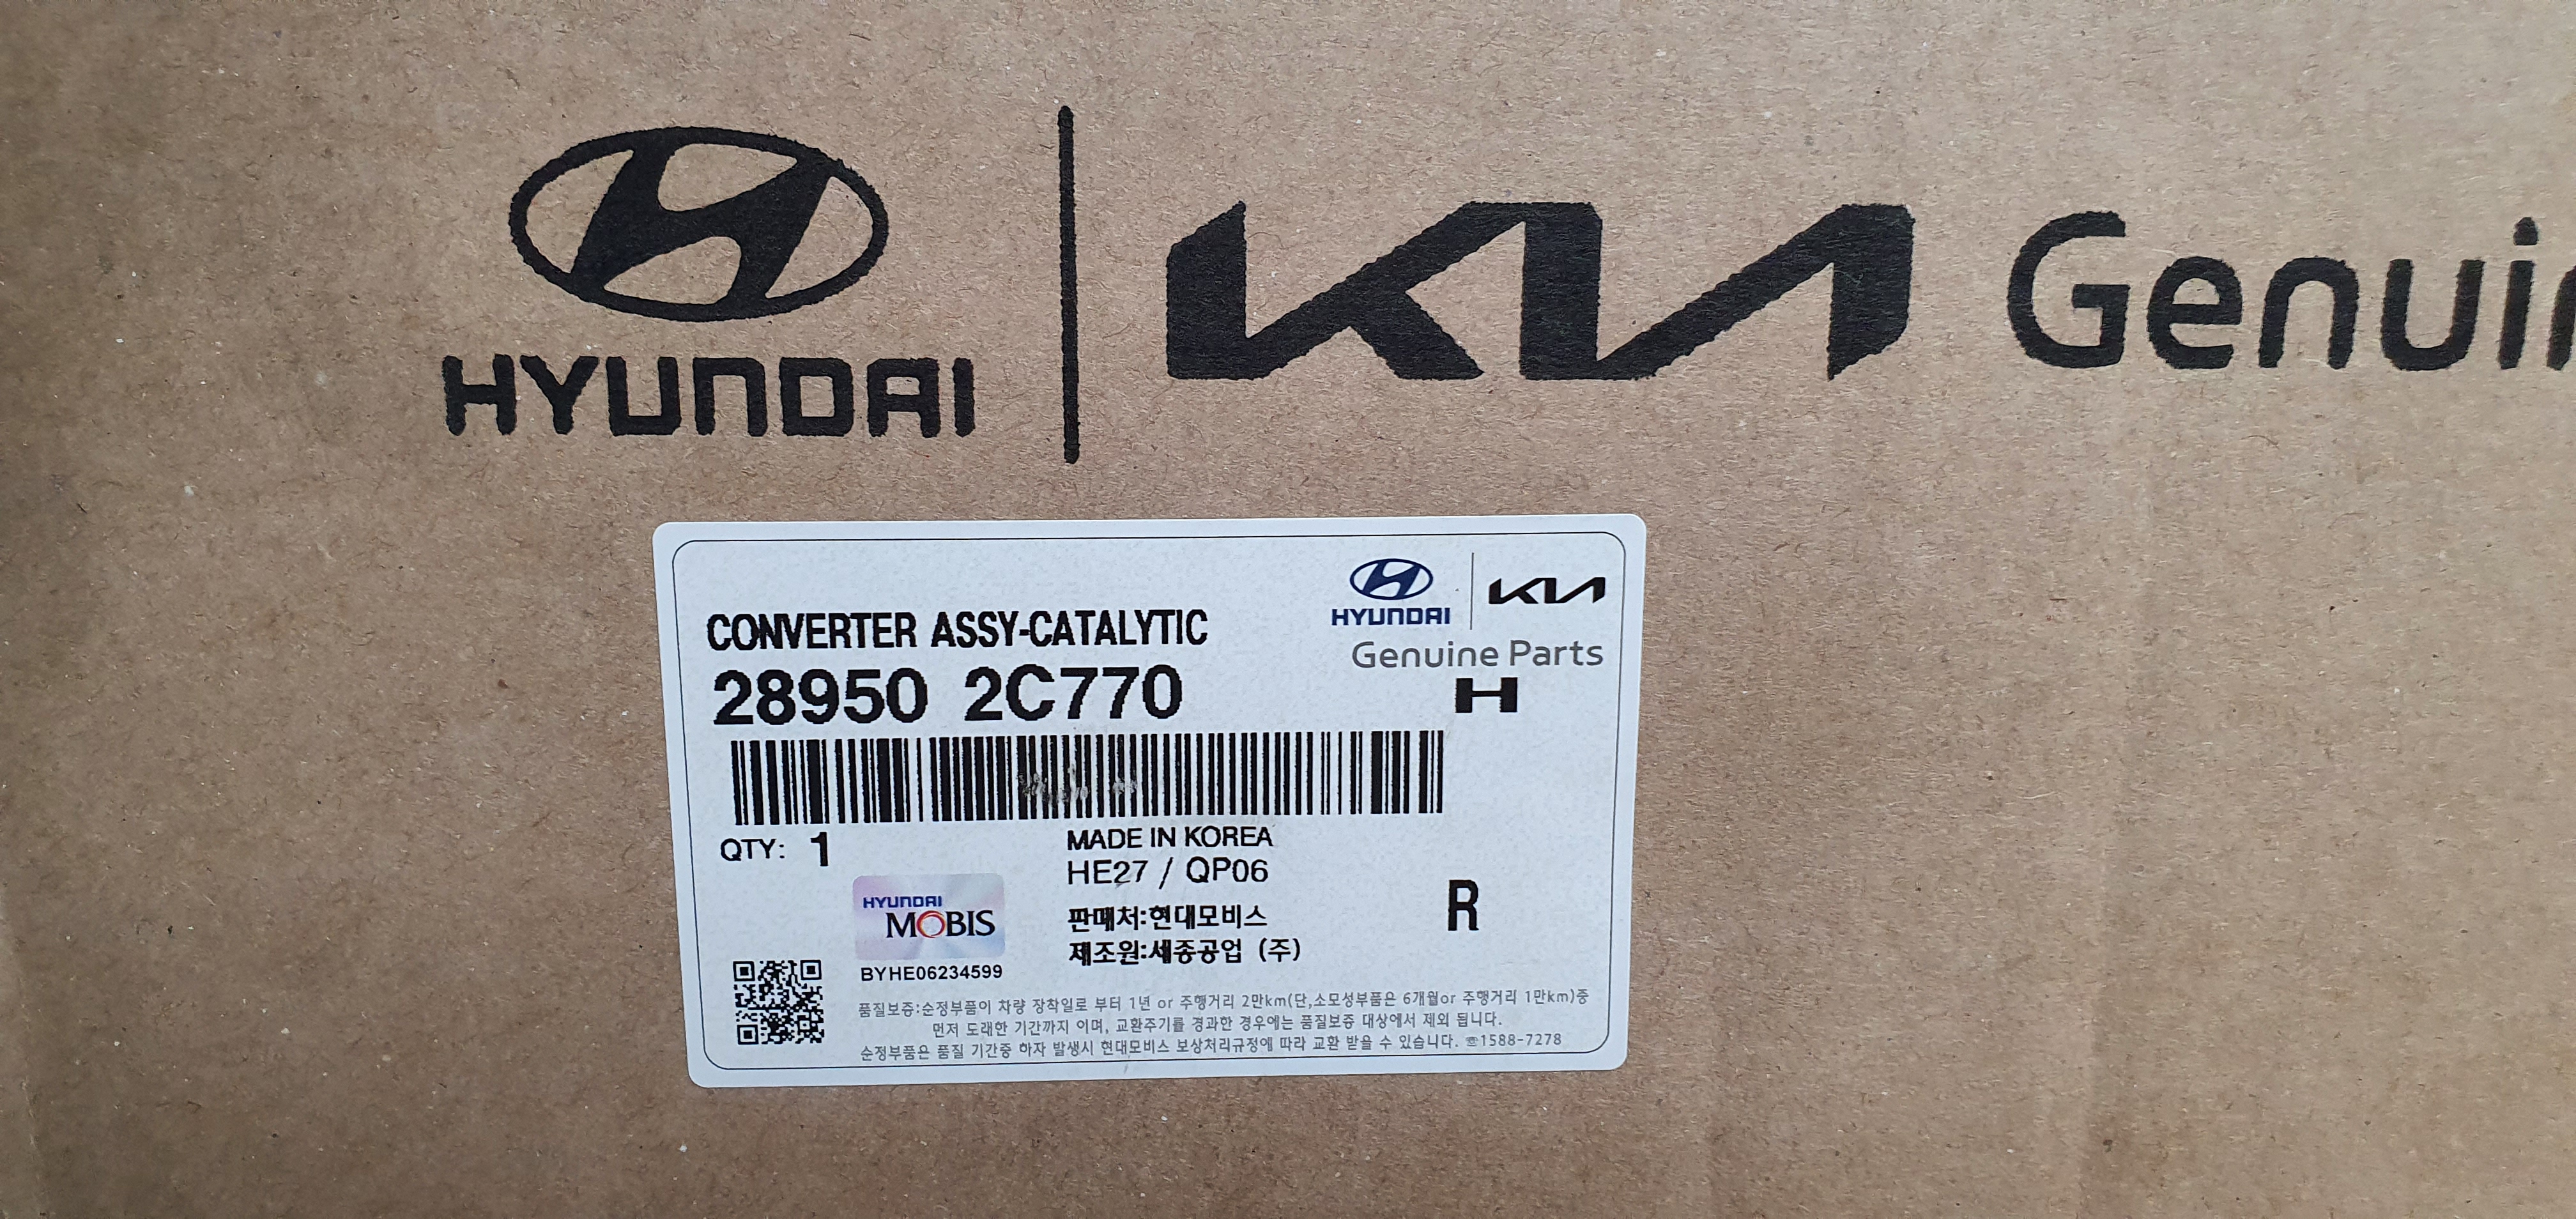 HYUNDAI
KIA
Genuin
HYUNDAI
KIA
Genuine Parts
CONVERTER ASSY-CATALYTIC
28950 2C770
H
QTY: 1
MADE IN KOREA
HE27 / QP06
HYUNDAI
MOBIS
BYHE06234599
판매처:현대모비스
제조원:세종공업 (주)
R
품질보증:순정부품이 차량 장착일로 부터 1년 or 주행거리 2만km(단,소모성부품은 6개월or 주행거리 1만km)중
먼저 도래한 기간까지 이며, 교환주기를 경과한 경우에는 품질보증 대상에서 제외 됩니다.
순정부품은 품질 기간중 하자 발생시 현대모비스 보상처리규정에 따라 교환 받을 수 있습니다. ☏1588-7278